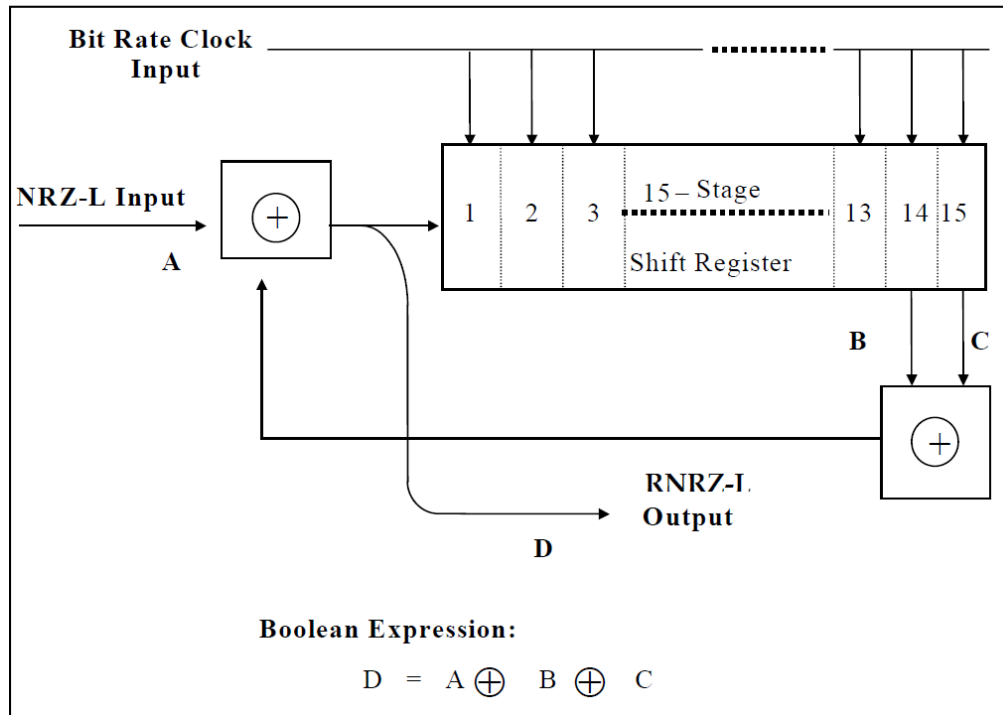 Bit Rate Clock
Input
NRZ-L Input
A
1 2 3 15 – Stage 13 14 15
Shift Register
B C
RNRZ-L
Output
D
Boolean Expression:
D = A ⊕ B ⊕ C